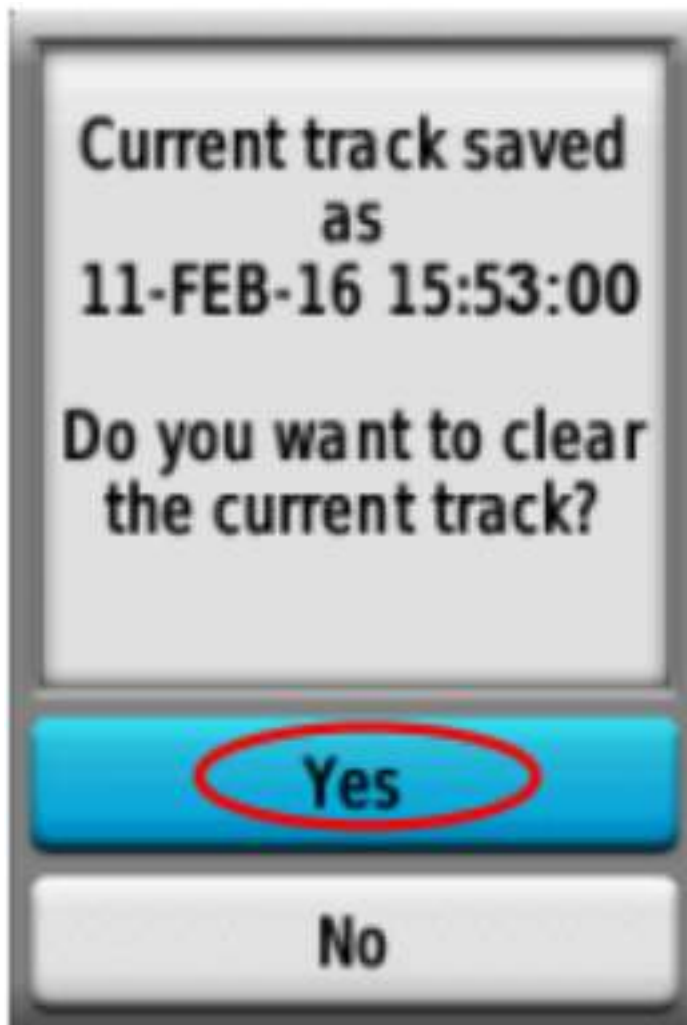 Current track saved
as
11-FEB-16 15:53:00
Do you want to clear
the current track?
Yes
No